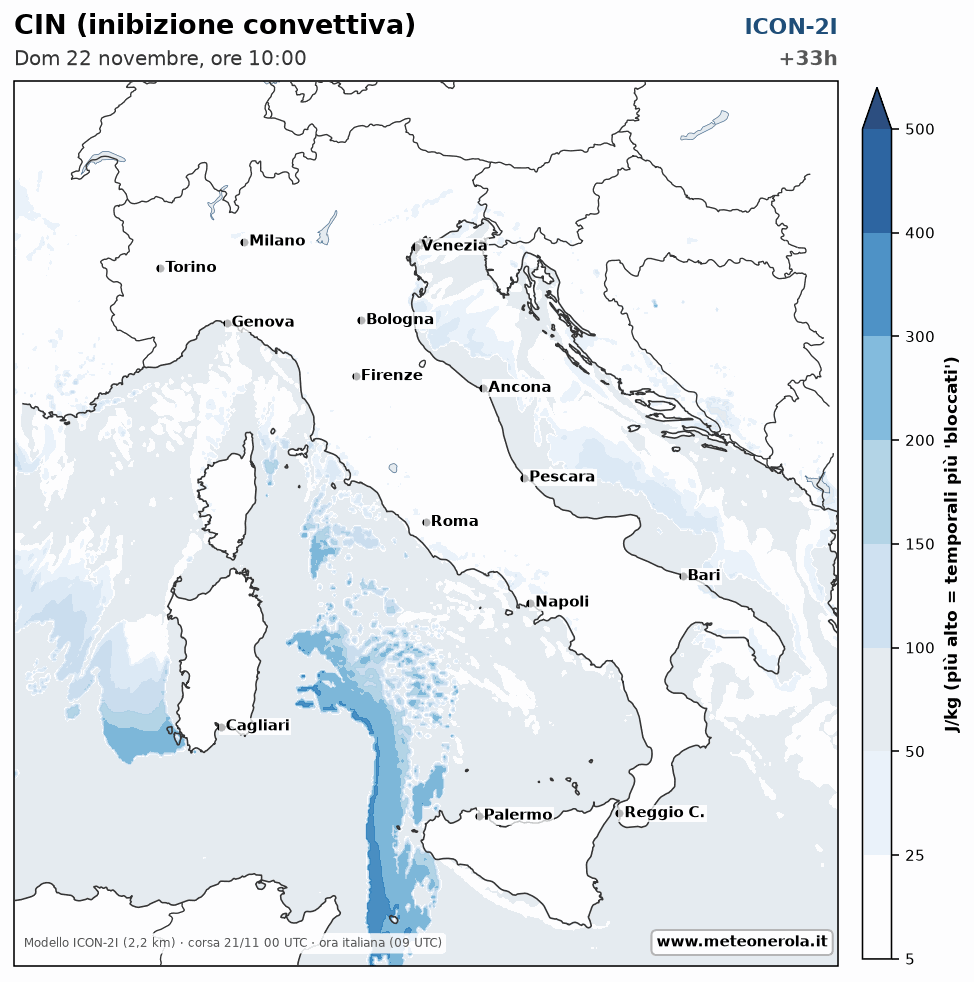 CIN (inibizione convettiva)
ICON-2I
Dom 22 novembre, ore 10:00
+33h
500
400
300
200
150
100
50
25
5
J/kg (più alto = temporali più 'bloccati')
Milano
Venezia
Torino
Genova
Bologna
Firenze
Ancona
Pescara
Roma
Bari
Napoli
Cagliari
Palermo
Reggio C.
Modello ICON-2I (2,2 km) · corsa 21/11 00 UTC · ora italiana (09 UTC)
www.meteonerola.it